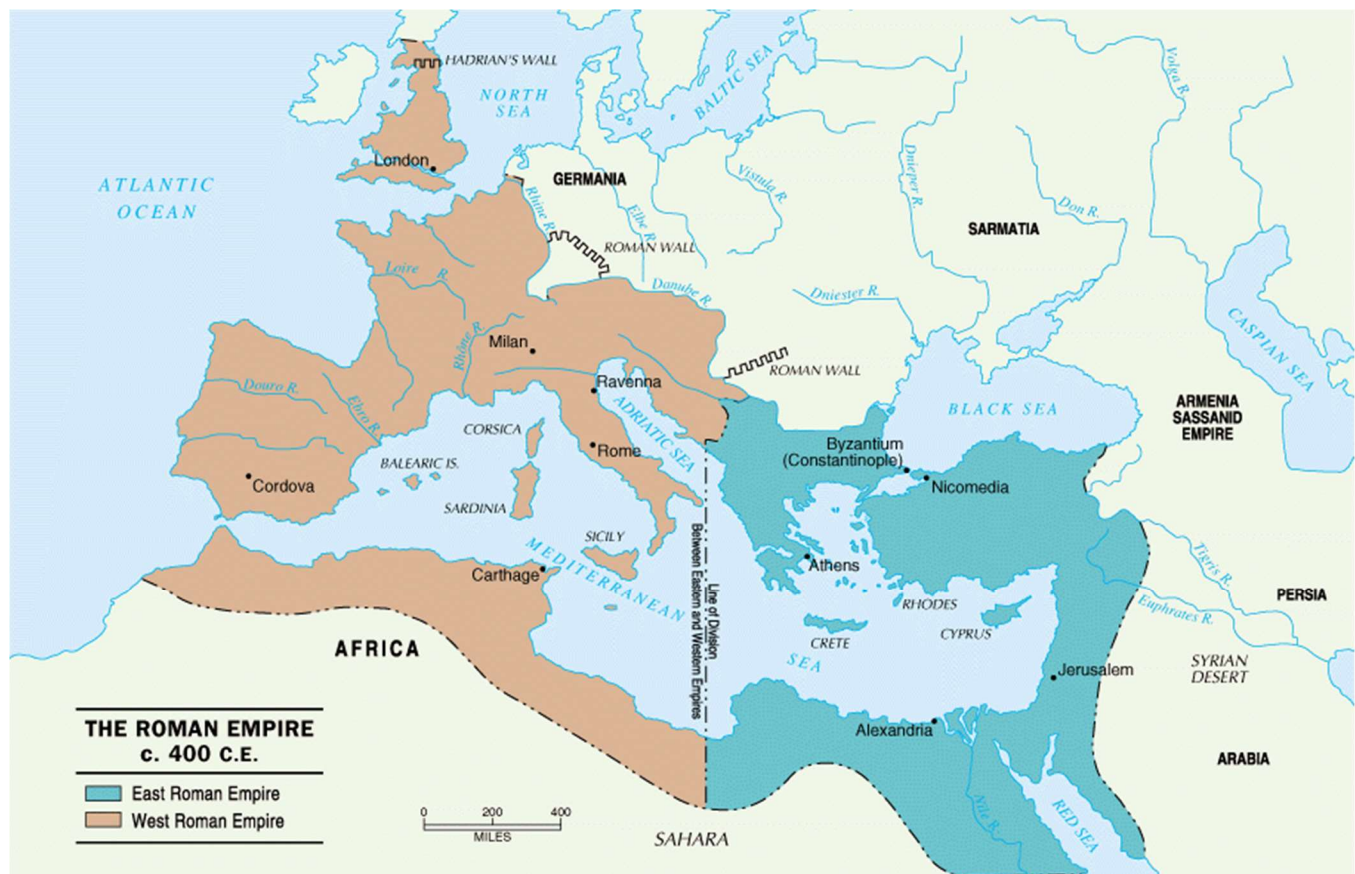 HADRIAN'S WALL
NORTH
SEA
BALTIC SEA
Volga R.
London
ATLANTIC
OCEAN
GERMANIA
Rhine R.
Elbe R.
Vistula R.
Dnieper R.
Don R.
SARMATIA
ROMAN WALL
Loire R.
Danube R.
Dniester R.
CASPIAN SEA
Milan
Rhône R.
ROMAN WALL
Ravenna
Douro R.
Ebro R.
ADRIATIC SEA
BLACK SEA
ARMENIA
SASSANID
EMPIRE
CORSICA
Rome
Byzantium
(Constantinople)
BALEARIC IS.
Cordova
Nicomedia
SARDINIA
SICILY
MEDITERRANEAN
SEA
Line of Division
Between Eastern and Western Empires
Carthage
Athens
Tigris R.
Euphrates R.
PERSIA
RHODES
CRETE
CYPRUS
AFRICA
Jerusalem
SYRIAN
DESERT
Alexandria
ARABIA
Nile R.
RED SEA
SAHARA
THE ROMAN EMPIRE
c. 400 C.E.
East Roman Empire
West Roman Empire
0 200 400
MILES